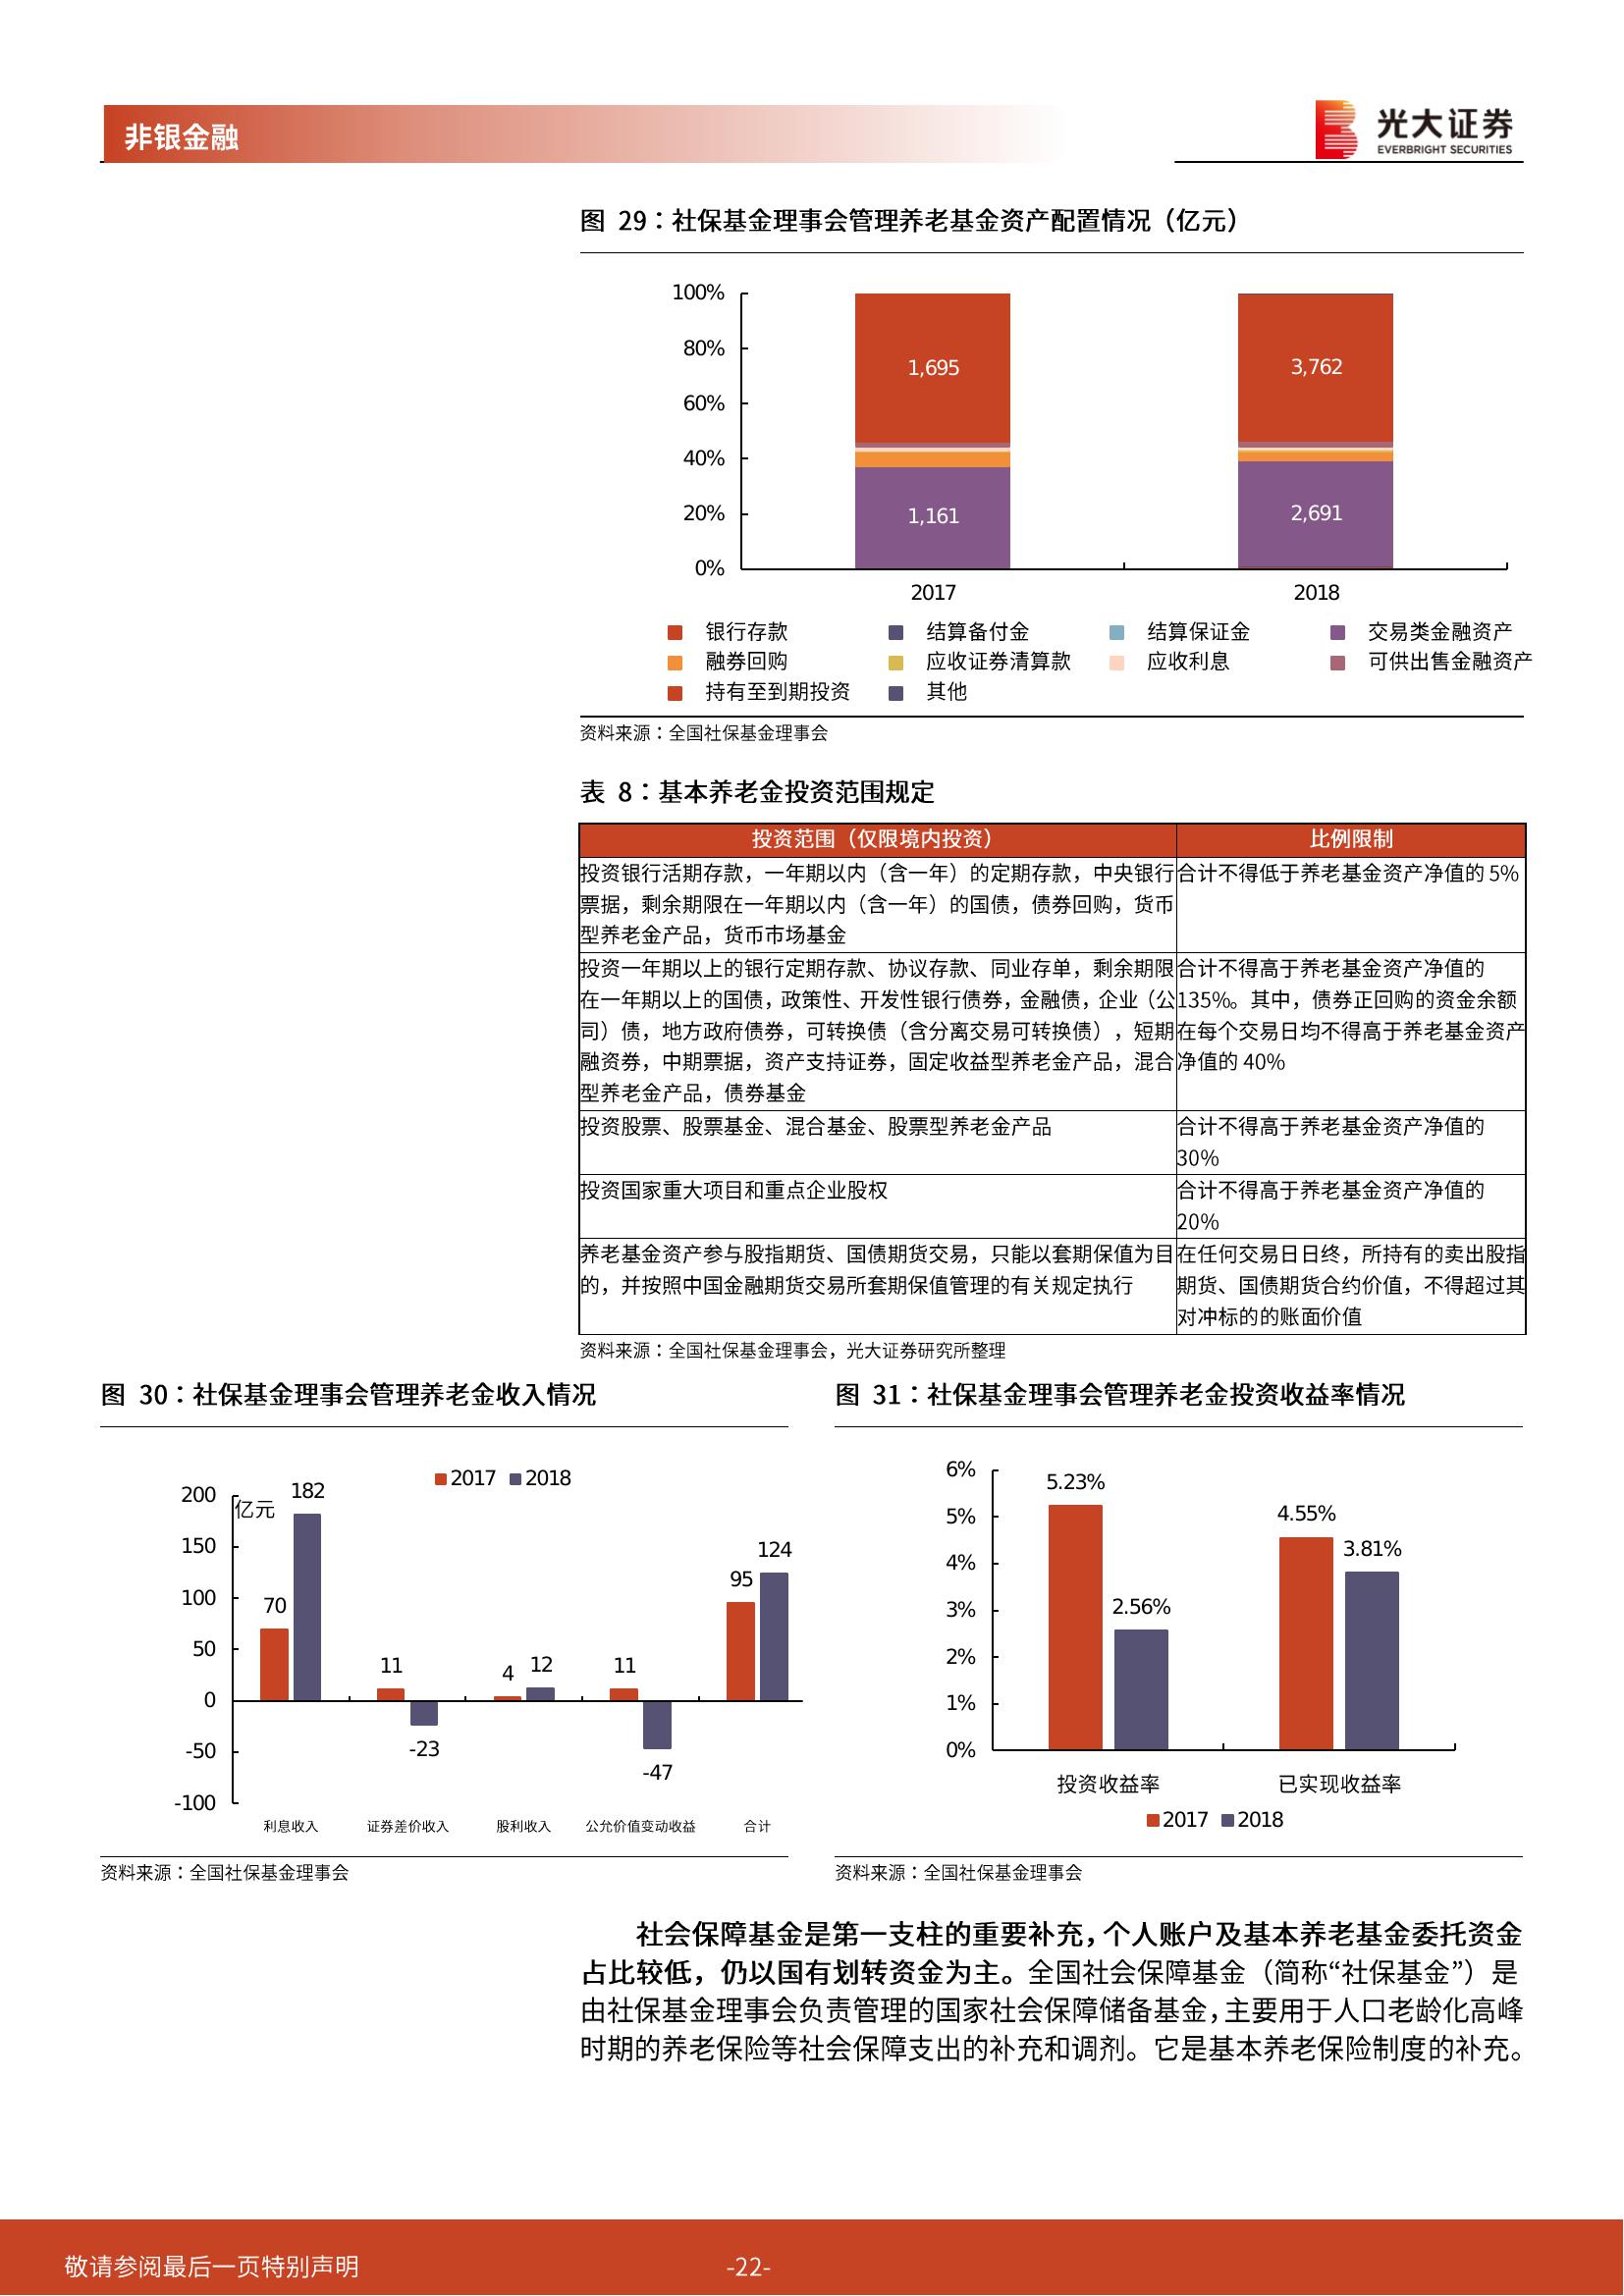 非银金融
光大证券
EVERBRIGHT SECURITIES
图 29：社保基金理事会管理养老基金资产配置情况（亿元）
100%
80%
60%
40%
20%
0%
1,695
3,762
1,161
2,691
2017
2018
银行存款
结算备付金
结算保证金
交易类金融资产
融券回购
应收证券清算款
应收利息
可供出售金融资产
持有至到期投资
其他
资料来源：全国社保基金理事会
表 8：基本养老金投资范围规定
投资范围（仅限境内投资）
比例限制
投资银行活期存款，一年期以内（含一年）的定期存款，中央银行
票据，剩余期限在一年期以内（含一年）的国债，债券回购，货币
型养老金产品，货币市场基金
合计不得低于养老基金资产净值的 5%
投资一年期以上的银行定期存款、协议存款、同业存单，剩余期限
在一年期以上的国债，政策性、开发性银行债券，金融债，企业（公
司）债，地方政府债券，可转换债（含分离交易可转换债），短期
融资券，中期票据，资产支持证券，固定收益型养老金产品，混合
型养老金产品，债券基金
合计不得高于养老基金资产净值的
135%。其中，债券正回购的资金余额
在每个交易日均不得高于养老基金资产
净值的 40%
投资股票、股票基金、混合基金、股票型养老金产品
合计不得高于养老基金资产净值的
30%
投资国家重大项目和重点企业股权
合计不得高于养老基金资产净值的
20%
养老基金资产参与股指期货、国债期货交易，只能以套期保值为目
的，并按照中国金融期货交易所套期保值管理的有关规定执行
在任何交易日日终，所持有的卖出股指
期货、国债期货合约价值，不得超过其
对冲标的的账面价值
资料来源：全国社保基金理事会，光大证券研究所整理
图 30：社保基金理事会管理养老金收入情况
2017
2018
亿元
200
150
100
50
0
-50
-100
70
182
11
-23
4
12
11
-47
95
124
利息收入
证券差价收入
股利收入
公允价值变动收益
合计
资料来源：全国社保基金理事会
图 31：社保基金理事会管理养老金投资收益率情况
6%
5%
4%
3%
2%
1%
0%
5.23%
2.56%
4.55%
3.81%
投资收益率
已实现收益率
2017
2018
资料来源：全国社保基金理事会
社会保障基金是第一支柱的重要补充，个人账户及基本养老基金委托资金
占比较低，仍以国有划转资金为主。全国社会保障基金（简称“社保基金”）是
由社保基金理事会负责管理的国家社会保障储备基金，主要用于人口老龄化高峰
时期的养老保险等社会保障支出的补充和调剂。它是基本养老保险制度的补充。
敬请参阅最后一页特别声明
-22-